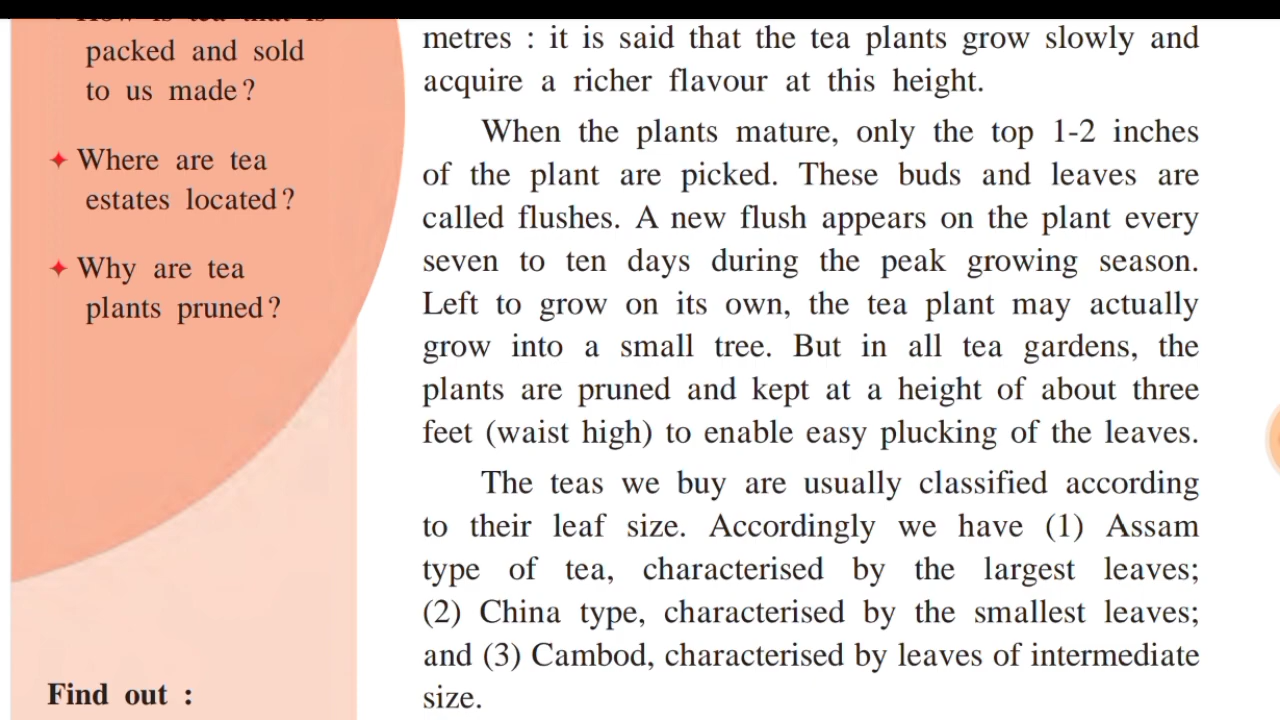 packed and sold
to us made?
Where are tea
estates located?
Why are tea
plants pruned?
Find out :
metres : it is said that the tea plants grow slowly and
acquire a richer flavour at this height.
When the plants mature, only the top 1-2 inches
of the plant are picked. These buds and leaves are
called flushes. A new flush appears on the plant every
seven to ten days during the peak growing season.
Left to grow on its own, the tea plant may actually
grow into a small tree. But in all tea gardens, the
plants are pruned and kept at a height of about three
feet (waist high) to enable easy plucking of the leaves.
The teas we buy are usually classified according
to their leaf size. Accordingly we have (1) Assam
type of tea, characterised by the largest leaves;
(2) China type, characterised by the smallest leaves;
and (3) Cambod, characterised by leaves of intermediate
size.